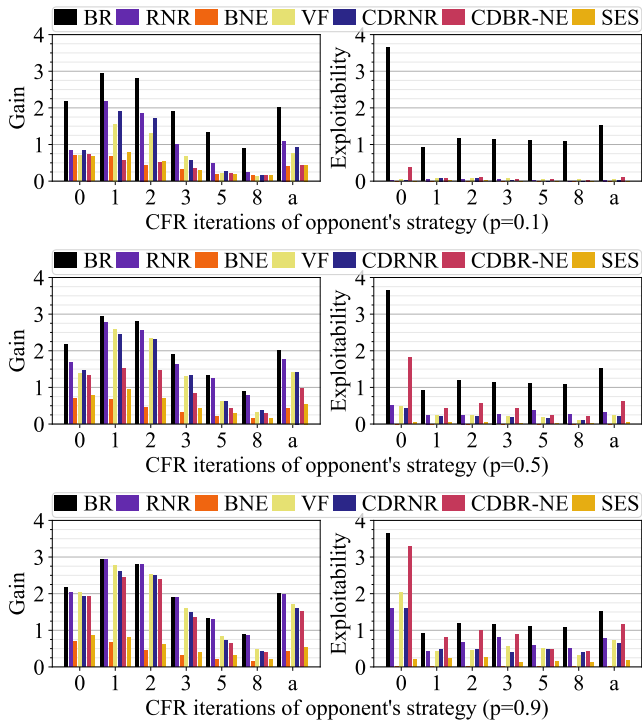 BR RNR BNE VF CDRNR CDBR-NE SES
4
3
2
1
0
Gain
0 1 2 3 5 8 a
4
3
2
1
0
Exploitability
0 1 2 3 5 8 a
CFR iterations of opponent's strategy (p=0.1)
BR RNR BNE VF CDRNR CDBR-NE SES
4
3
2
1
0
Gain
0 1 2 3 5 8 a
4
3
2
1
0
Exploitability
0 1 2 3 5 8 a
CFR iterations of opponent's strategy (p=0.5)
BR RNR BNE VF CDRNR CDBR-NE SES
4
3
2
1
0
Gain
0 1 2 3 5 8 a
4
3
2
1
0
Exploitability
0 1 2 3 5 8 a
CFR iterations of opponent's strategy (p=0.9)